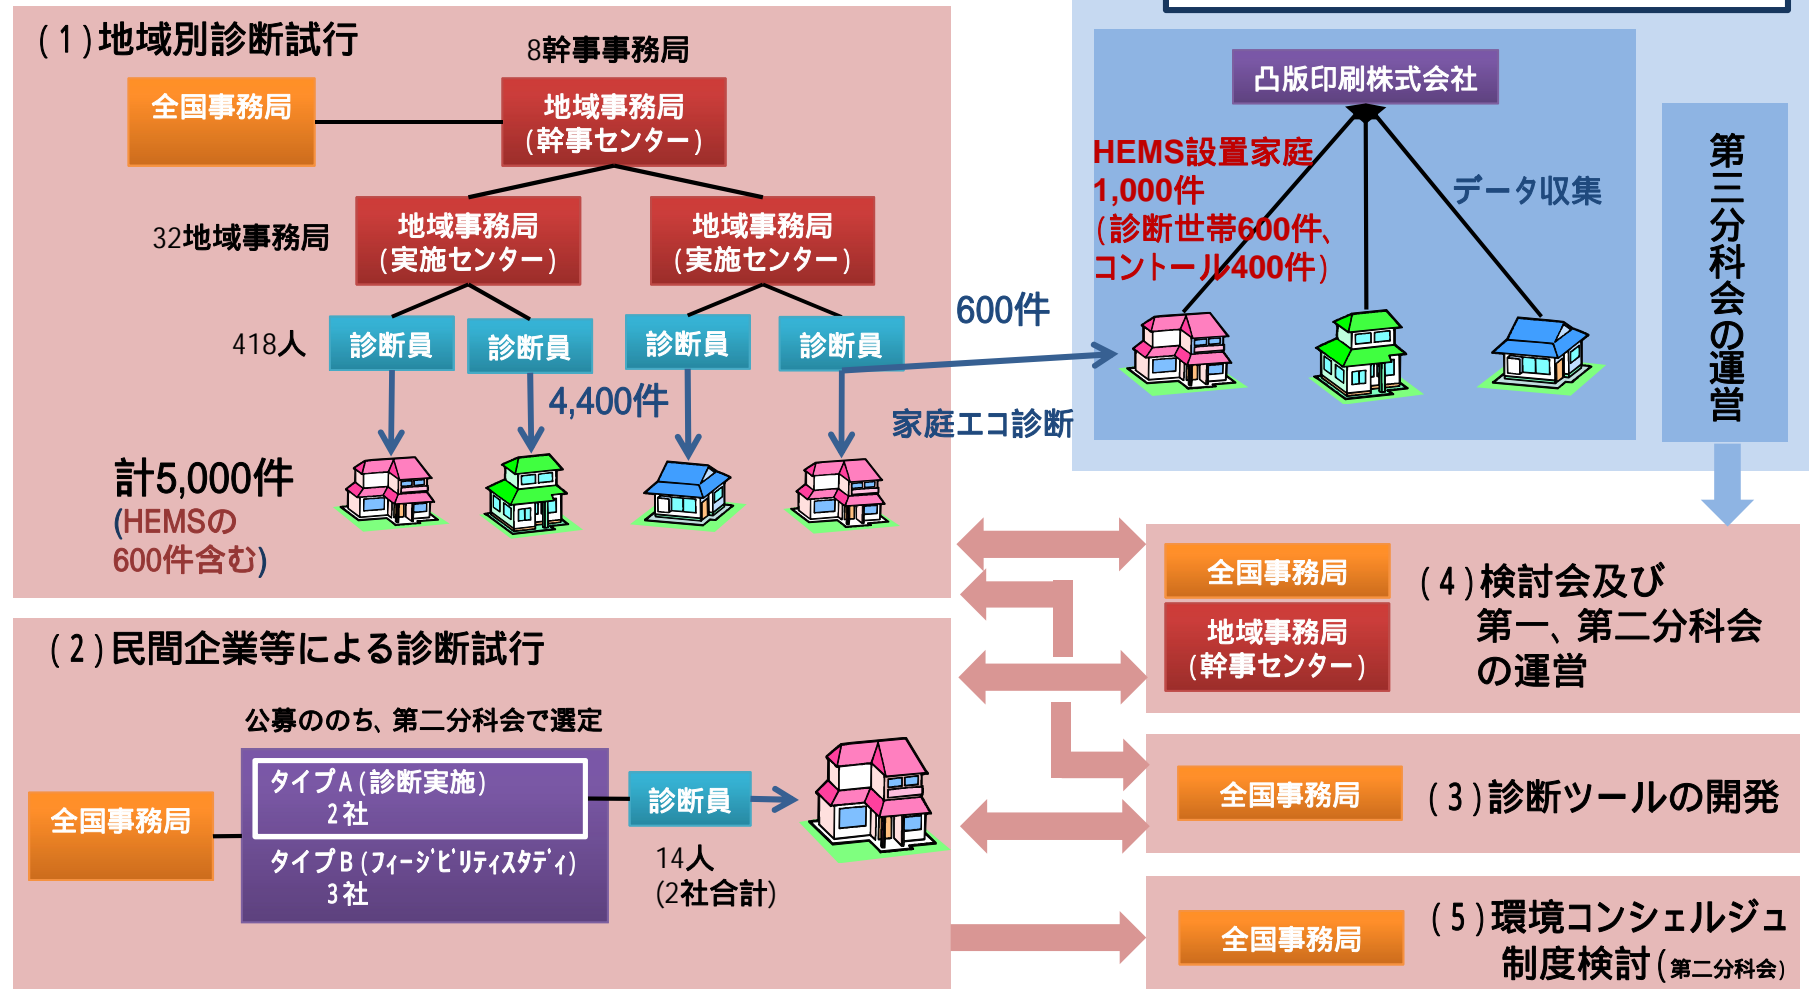 (1)地域別診断試行
8幹事事務局
全国事務局
地域事務局
(幹事センター)
32地域事務局
地域事務局
(実施センター)
地域事務局
(実施センター)
418人
診断員
診断員
診断員
診断員
4,400件
600件
家庭エコ診断
計5,000件
(HEMSの
600件含む)
凸版印刷株式会社
HEMS設置家庭
1,000件
(診断世帯600件、
コントール400件)
データ収集
第三分科会の運営
(2)民間企業等による診断試行
公募ののち、第二分科会で選定
全国事務局
タイプA(診断実施)
2社
タイプB(フィージビリティスタディ)
3社
診断員
14人
(2社合計)
全国事務局
地域事務局
(幹事センター)
(4)検討会及び
第一、第二分科会
の運営
全国事務局
(3)診断ツールの開発
全国事務局
(5)環境コンシェルジュ
制度検討(第二分科会)